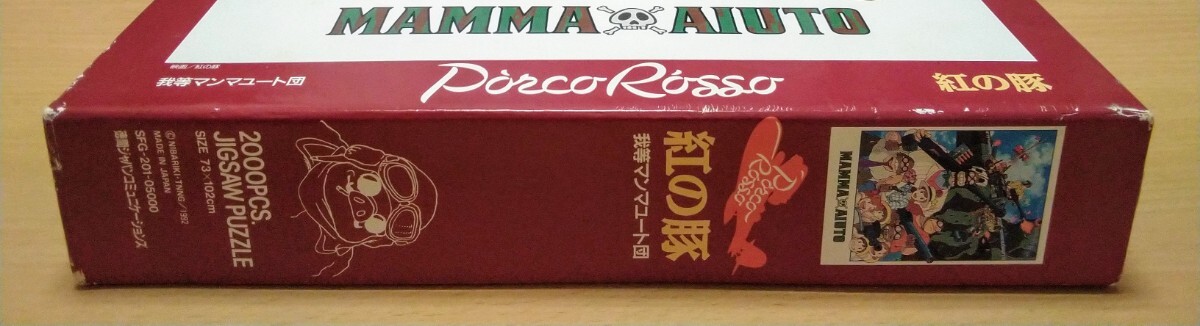 MAMMA AIUTO
映画/紅の豚
我等マンマユート団
Porco Rosso
紅の豚
2000PCS.
JIGSAW PUZZLE
SIZE 73×102cm
©NIBARIKI・TNNG/1992
MADE IN JAPAN
SFG-201-05000
徳間ジャパンコミュニケーションズ
我等マンマユート団
紅の豚
Porco
Rosso
MAMMA AIUTO